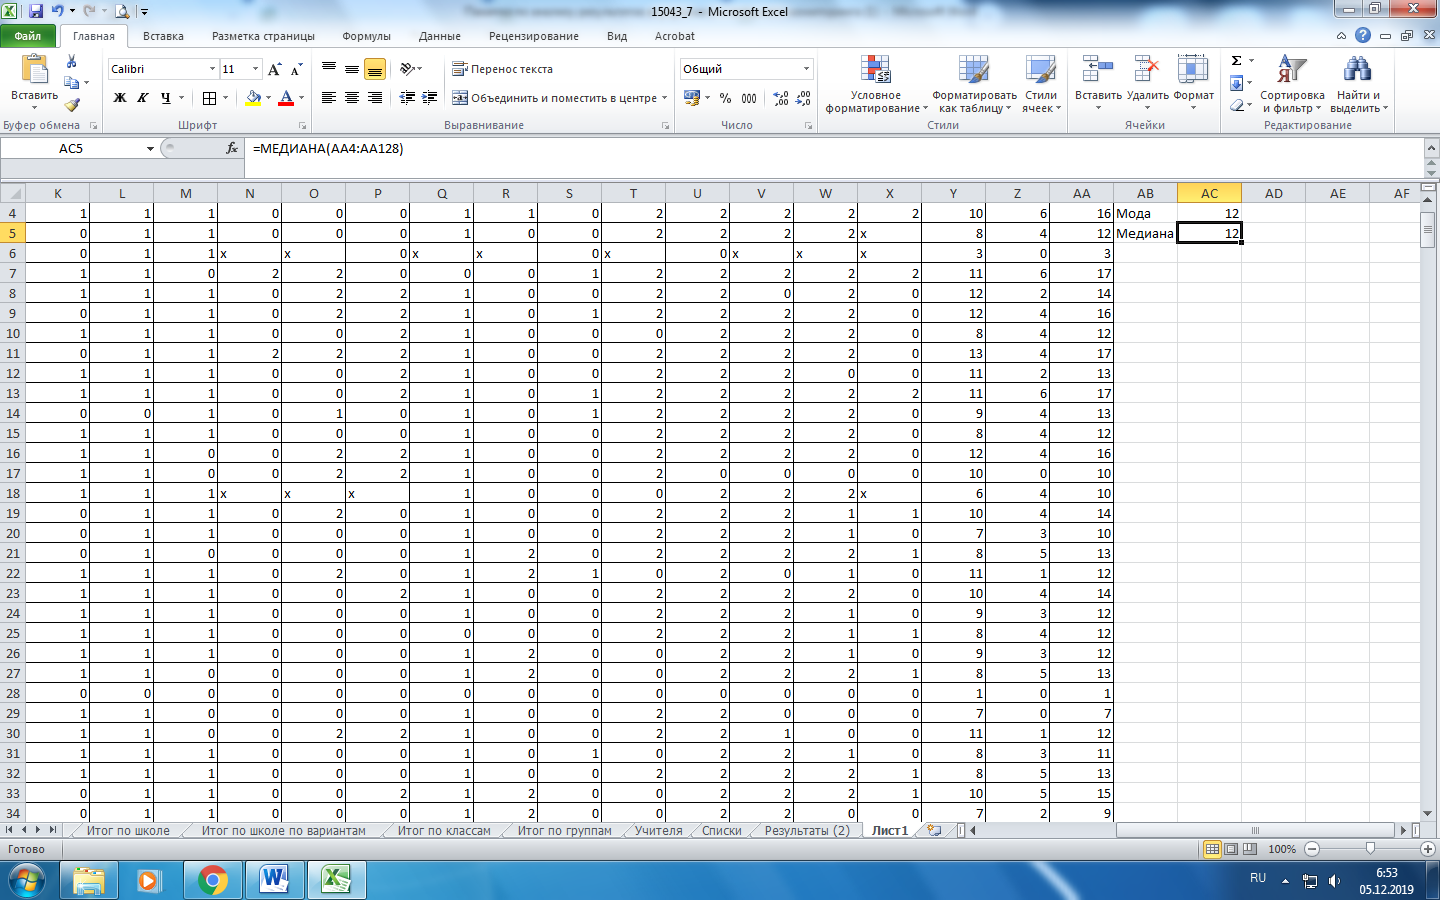 15043_7 - Microsoft Excel
Файл Главная Вставка Разметка страницы Формулы Данные Рецензирование Вид Acrobat
Вставить Calibri 11 Перенос текста Общий Условное форматирование Форматировать как таблицу Стили ячеек Вставить Удалить Формат Сортировка и фильтр Найти и выделить
Ж К Ч Объединить и поместить в центре % 000
Буфер обмена Шрифт Выравнивание Число Стили Ячейки Редактирование
AC5 fx =МЕДИАНА(AA4:AA128)
K L M N O P Q R S T U V W X Y Z AA AB AC AD AE AF
4 1 1 1 0 0 0 1 1 0 2 2 2 2 2 10 6 16 Мода 12
5 0 1 1 0 0 0 1 0 0 2 2 2 2 x 8 4 12 Медиана 12
6 0 1 1 x x 0 x x 0 x 0 x x x 3 0 3
7 1 1 0 2 2 0 0 0 1 2 2 2 2 2 11 6 17
8 1 1 1 0 2 2 1 0 0 2 2 0 2 0 12 2 14
9 0 1 1 0 2 2 1 0 1 2 2 2 2 0 12 4 16
10 1 1 1 0 0 2 1 0 0 0 2 2 2 0 8 4 12
11 0 1 1 2 2 2 1 0 0 2 2 2 2 0 13 4 17
12 1 1 1 0 0 2 1 0 0 2 2 2 0 0 11 2 13
13 1 1 1 0 0 2 1 0 1 2 2 2 2 2 11 6 17
14 0 0 1 0 1 0 1 0 1 2 2 2 2 0 9 4 13
15 1 1 1 0 0 0 1 0 0 2 2 2 2 0 8 4 12
16 1 1 0 0 2 2 1 0 0 2 2 2 2 0 12 4 16
17 1 1 0 0 2 2 1 0 0 2 0 0 0 0 10 0 10
18 1 1 1 x x x 1 0 0 0 2 2 2 x 6 4 10
19 0 1 1 0 2 0 1 0 0 2 2 2 1 1 10 4 14
20 0 1 1 0 0 0 1 0 0 2 2 2 1 0 7 3 10
21 0 1 0 0 0 0 1 2 0 2 2 2 2 1 8 5 13
22 1 1 1 0 2 0 1 2 1 0 2 0 1 0 11 1 12
23 1 1 1 0 0 2 1 0 0 2 2 2 2 0 10 4 14
24 1 1 1 0 0 0 1 0 0 2 2 2 1 0 9 3 12
25 1 1 1 0 0 0 0 0 0 2 2 2 1 1 8 4 12
26 1 1 0 0 0 0 1 2 0 2 2 2 1 0 9 3 12
27 1 1 0 0 0 0 1 2 0 0 2 2 2 1 8 5 13
28 0 0 0 0 0 0 1 0 0 0 0 0 0 0 1 0 1
29 1 1 0 0 0 0 1 0 0 2 2 0 0 0 7 0 7
30 1 1 0 0 2 2 1 0 0 2 2 1 0 0 11 1 12
31 1 1 1 0 0 0 1 0 1 0 2 2 1 0 8 3 11
32 1 1 1 0 0 0 1 0 0 2 2 2 2 1 8 5 13
33 0 1 1 0 0 2 1 2 0 0 2 2 2 1 10 5 15
34 0 1 1 0 0 0 1 2 0 0 2 2 0 0 7 2 9
Итог по школе Итог по школе по вариантам Итог по классам Итог по группам Учителя Списки Результаты (2) Лист1
Готово 100%
RU 6:53
05.12.2019